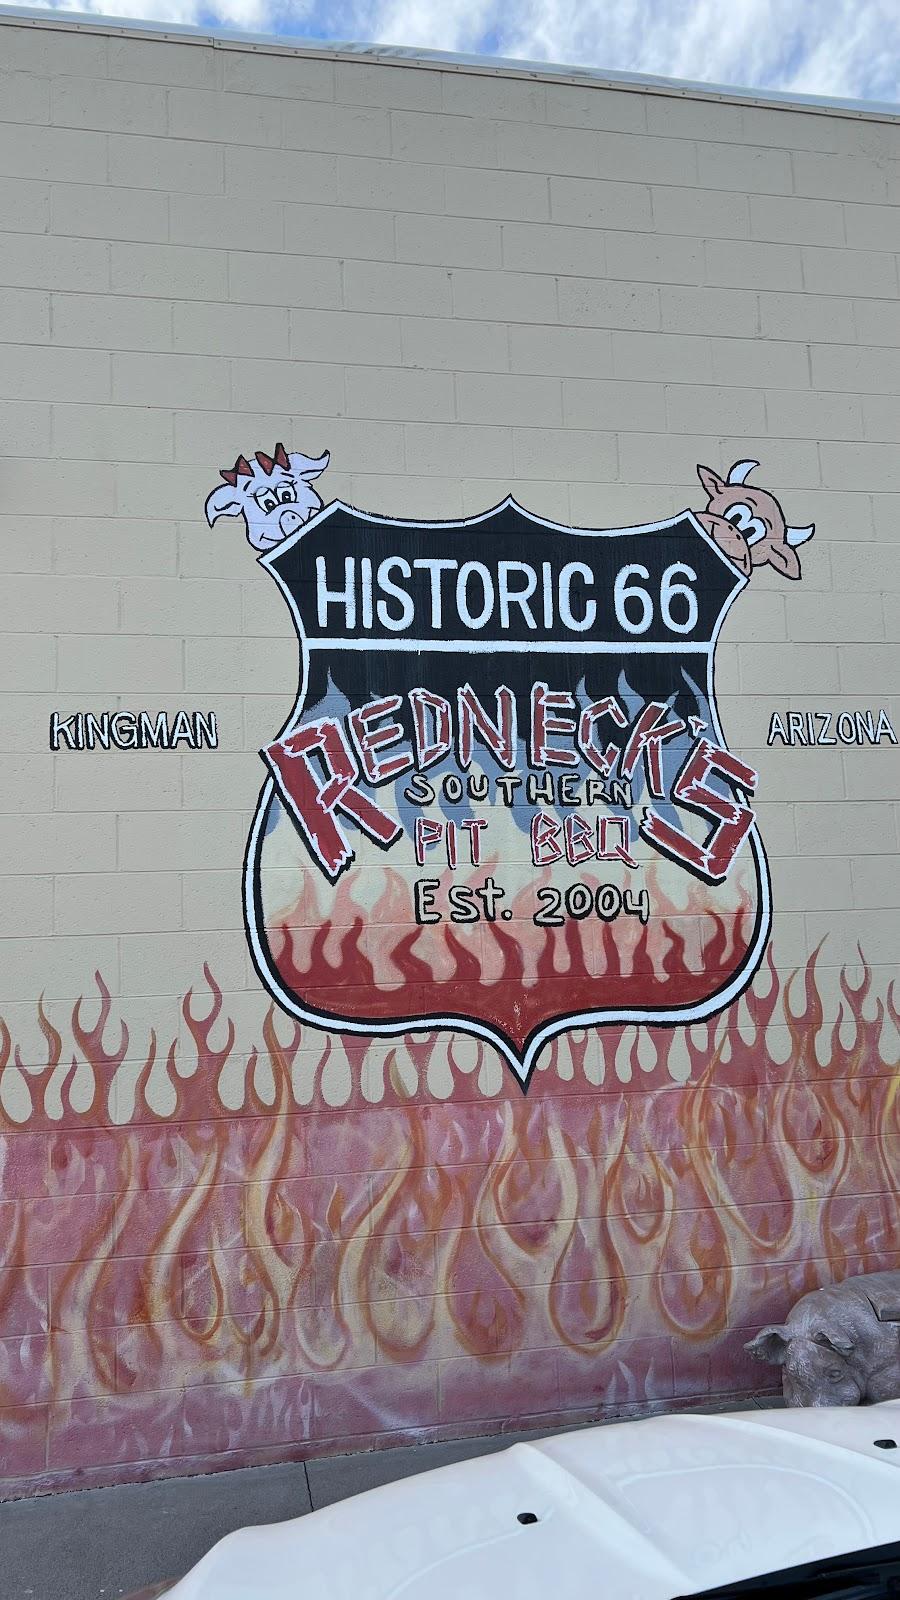 HISTORIC 66
KINGMAN
REDNECK'S
ARIZONA
SOUTHERN
PIT BBQ
Est. 2004